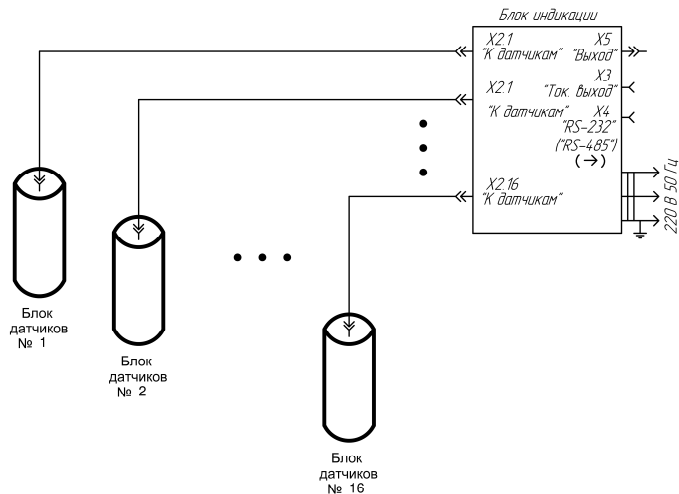 Блок индикации
X2.1
"К датчикам"
X5
"Выход"
X3
"Ток. выход"
X2.1
"К датчикам"
X4
"RS-232"
("RS-485")
(→)
X2.16
"К датчикам"
220 В 50 Гц
Блок
датчиков
№ 1
Блок
датчиков
№ 2
Блок
датчиков
№ 16